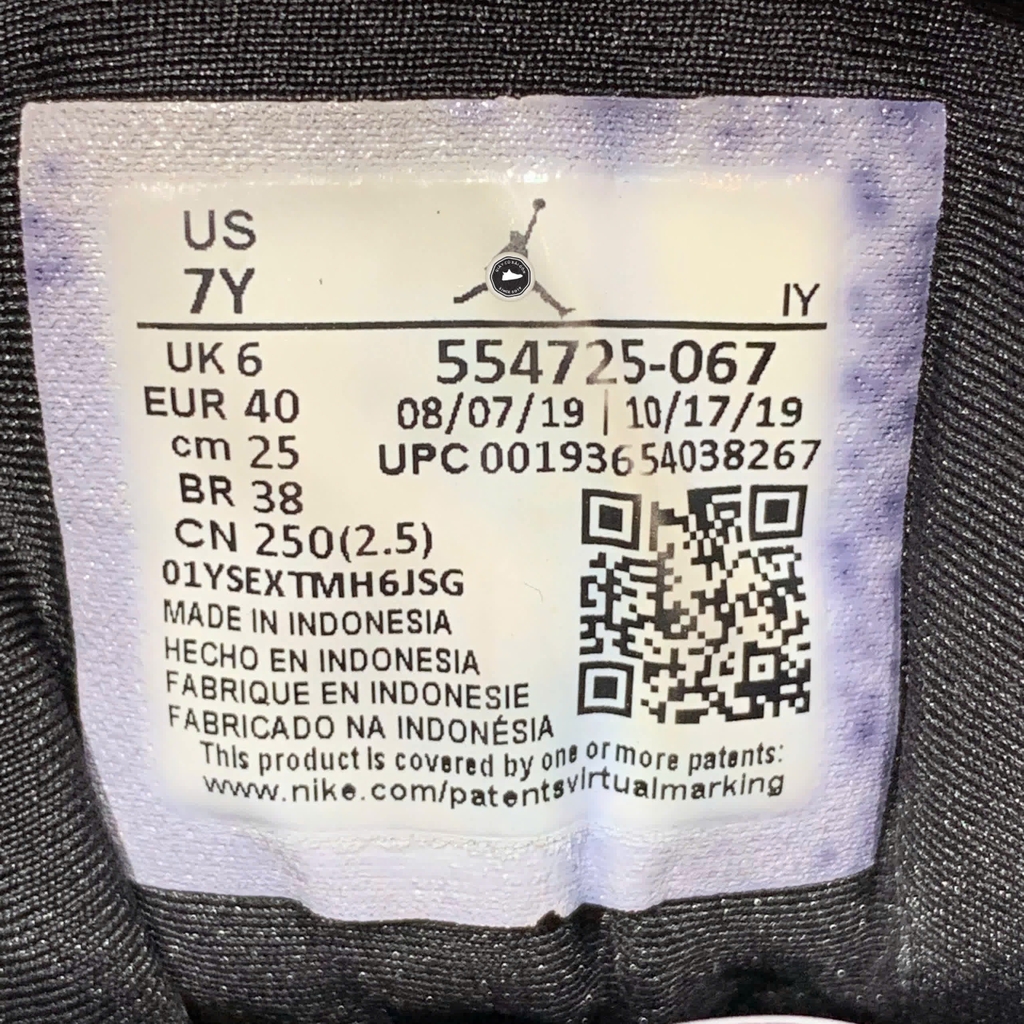 US
7Y
IY
UK 6
554725-067
EUR 40
08/07/19 | 10/17/19
cm 25
UPC 00193654038267
BR 38
CN 250(2.5)
01YSEXTMH6JSG
MADE IN INDONESIA
HECHO EN INDONESIA
FABRIQUE EN INDONESIE
FABRICADO NA INDONÉSIA
This product is covered by one or more patents:
www.nike.com/patentsvirtualmarking